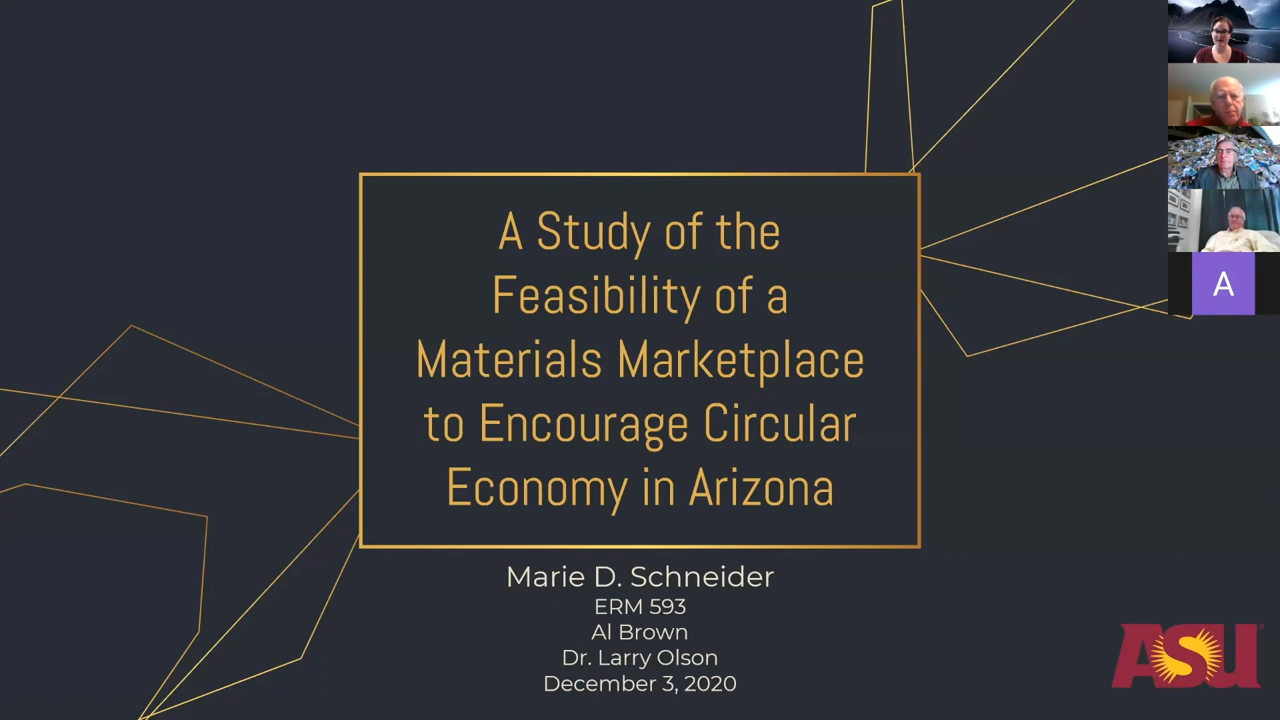 A Study of the
Feasibility of a
Materials Marketplace
to Encourage Circular
Economy in Arizona
Marie D. Schneider
ERM 593
Al Brown
Dr. Larry Olson
December 3, 2020
A
ASU